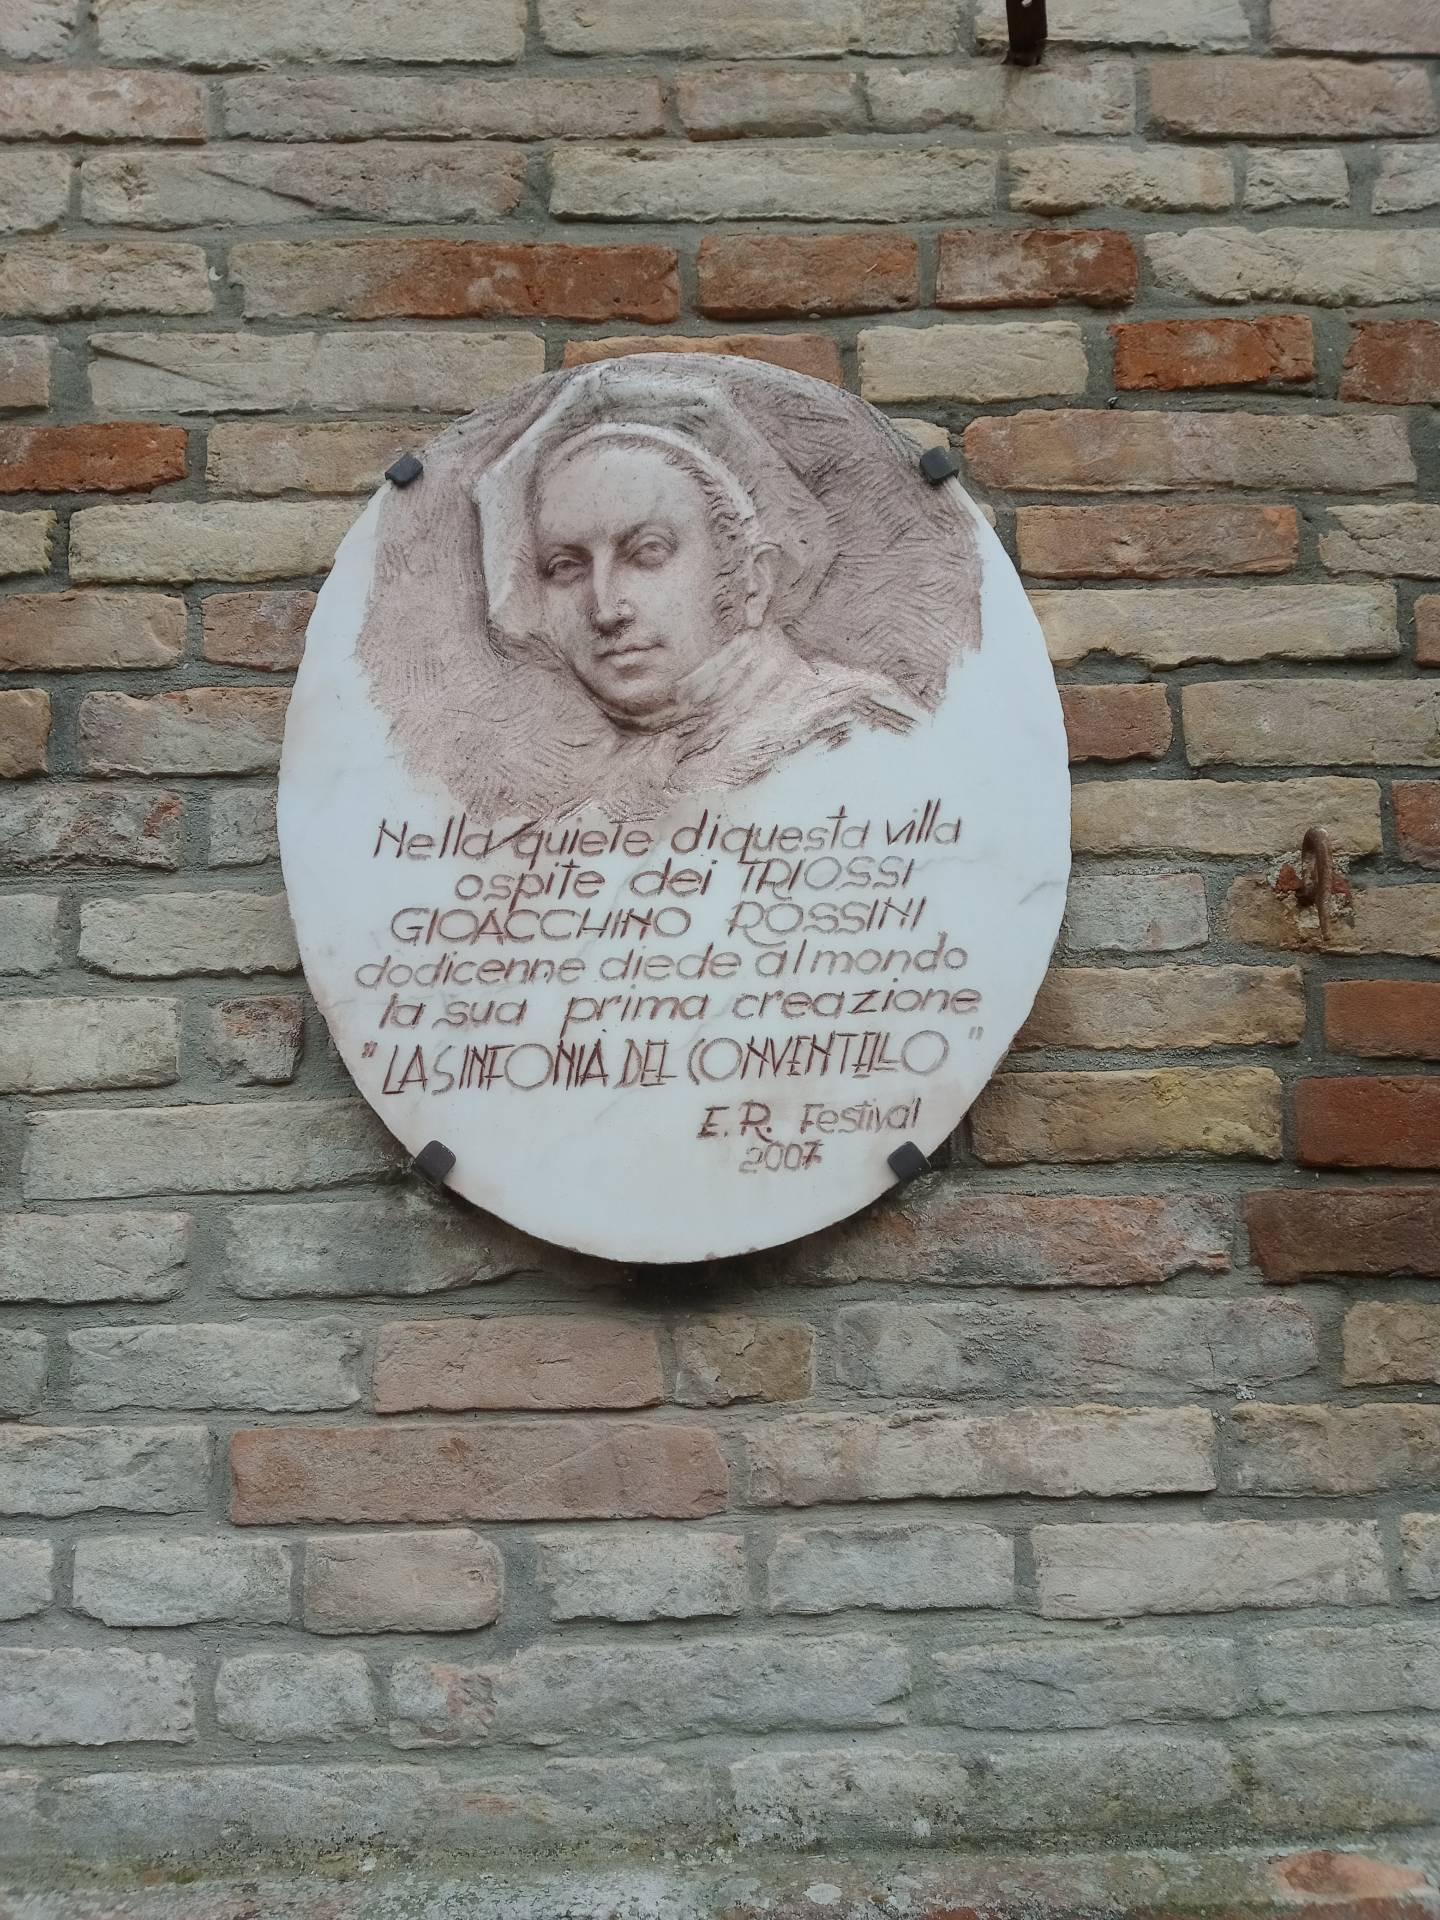 Nella quiete di questa villa
ospite dei TRIOSSI
GIOACCHINO ROSSINI,
dodicenne diede al mondo
la sua prima creazione
"LA SINFONIA DEL CONVENTELLO"
E.R. Festival
2007